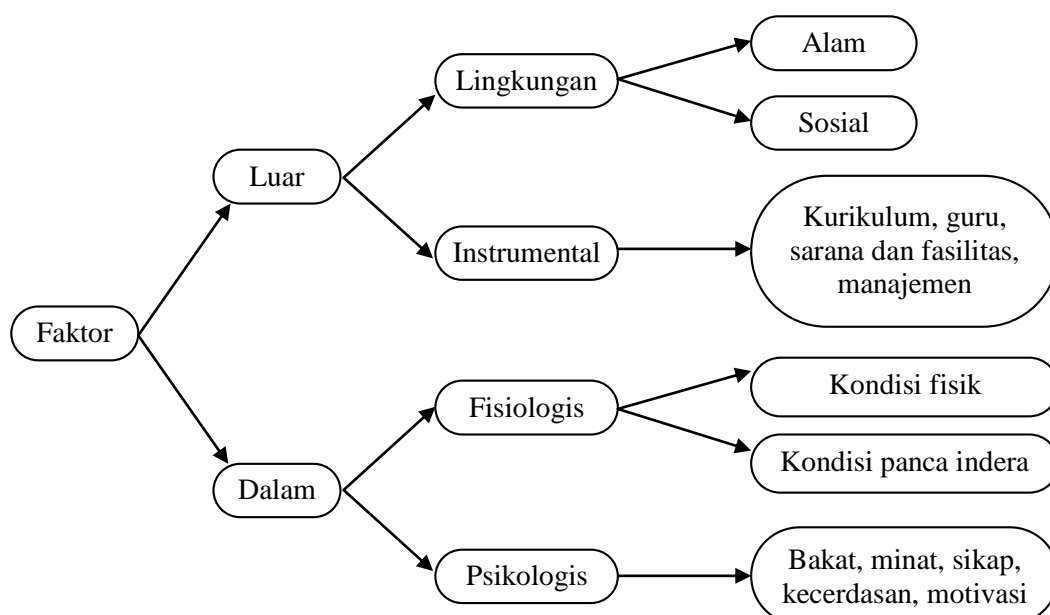 Alam
Lingkungan
Sosial
Luar
Kurikulum, guru,
sarana dan fasilitas,
manajemen
Instrumental
Faktor
Kondisi fisik
Fisiologis
Kondisi panca indera
Dalam
Bakat, minat, sikap,
kecerdasan, motivasi
Psikologis